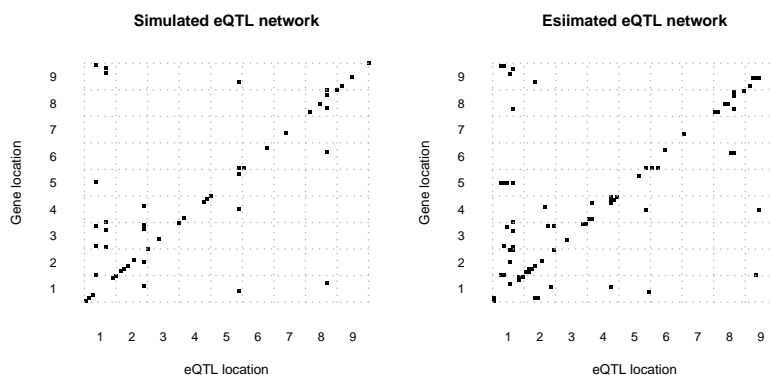 Simulated eQTL network
Gene location
9
8
7
6
5
4
3
2
1
1 2 3 4 5 6 7 8 9
eQTL location
Esiimated eQTL network
Gene location
9
8
7
6
5
4
3
2
1
1 2 3 4 5 6 7 8 9
eQTL location